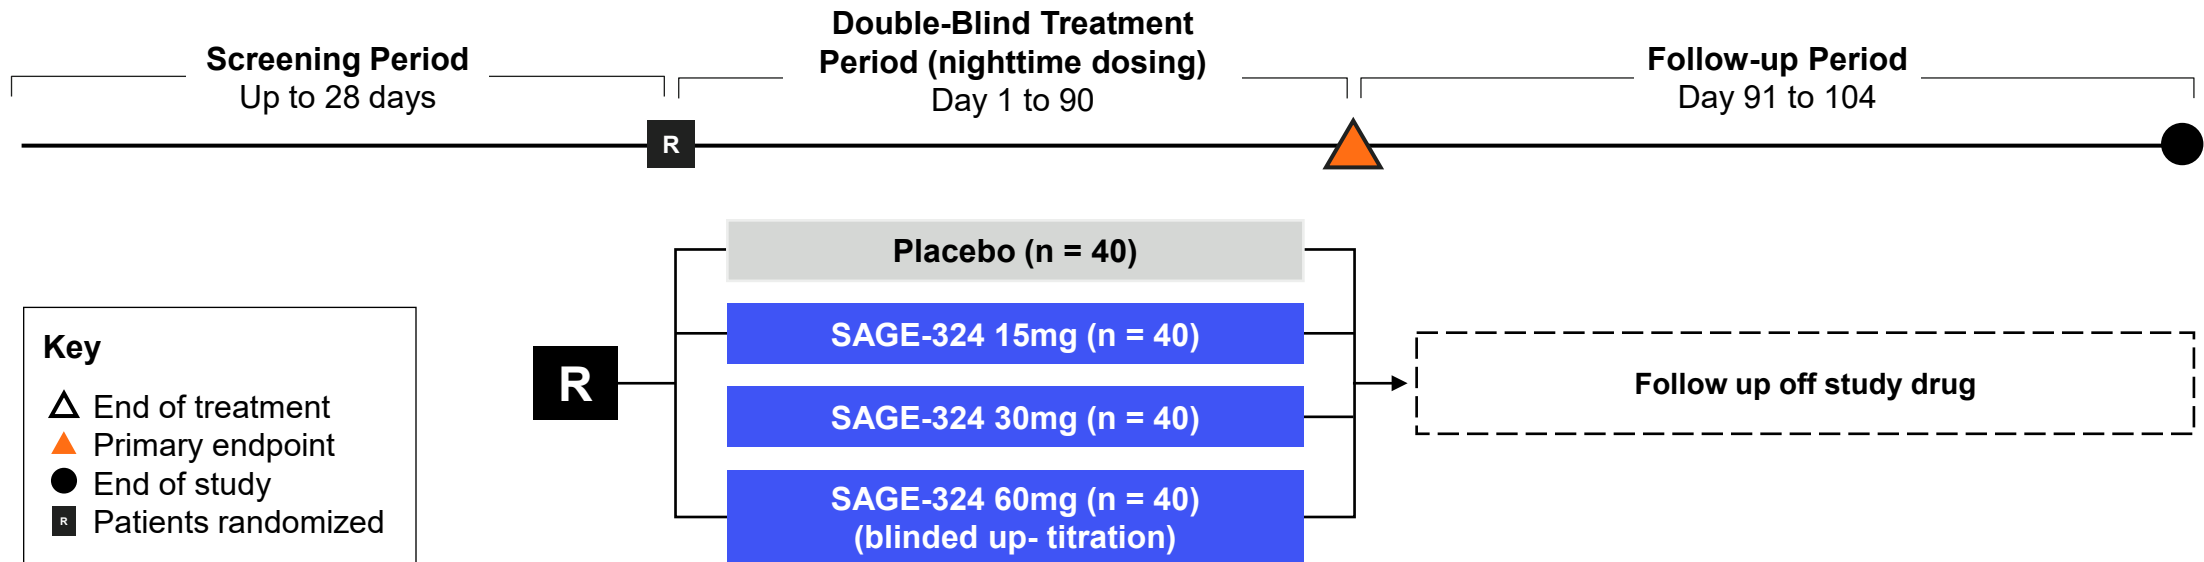 Screening Period
Up to 28 days
Double-Blind Treatment
Period (nighttime dosing)
Day 1 to 90
Follow-up Period
Day 91 to 104
R
Placebo (n = 40)
SAGE-324 15mg (n = 40)
SAGE-324 30mg (n = 40)
SAGE-324 60mg (n = 40)
(blinded up- titration)
R
Follow up off study drug
Key
End of treatment
Primary endpoint
End of study
R Patients randomized